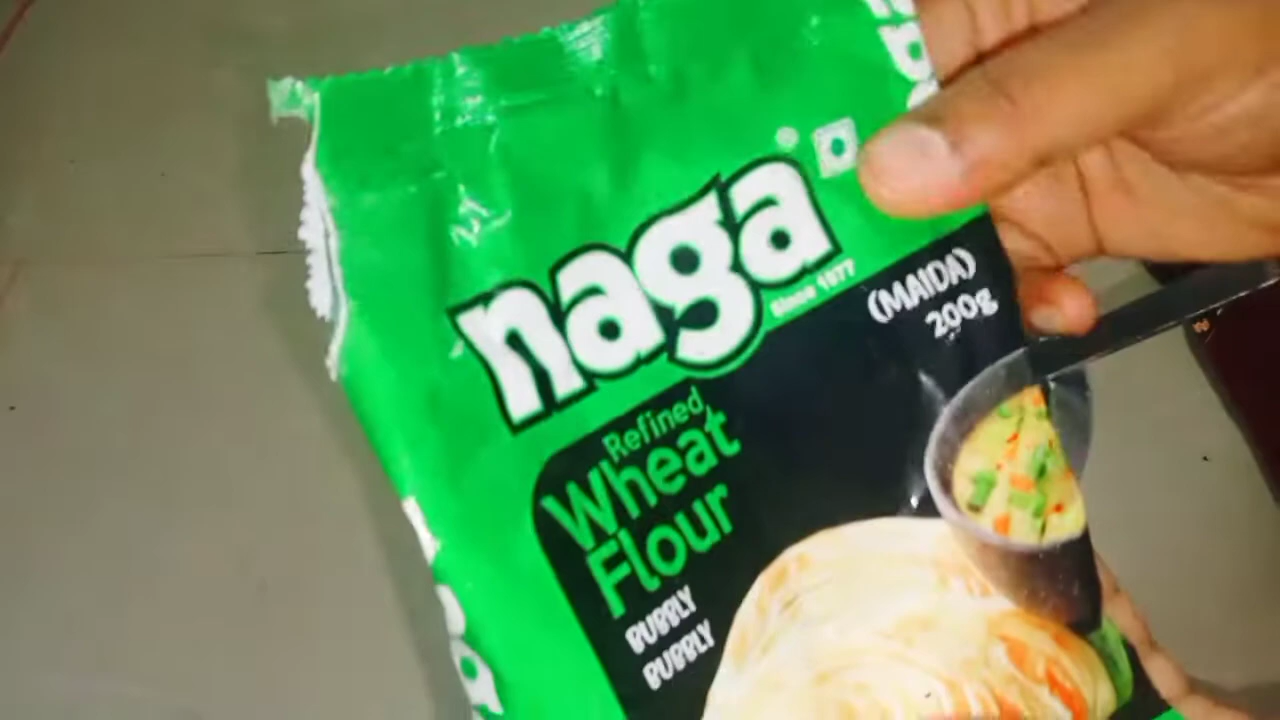 naga
Since 1977
(MAIDA)
200g
Refined
Wheat
Flour
BUBBLY
BUBBLY